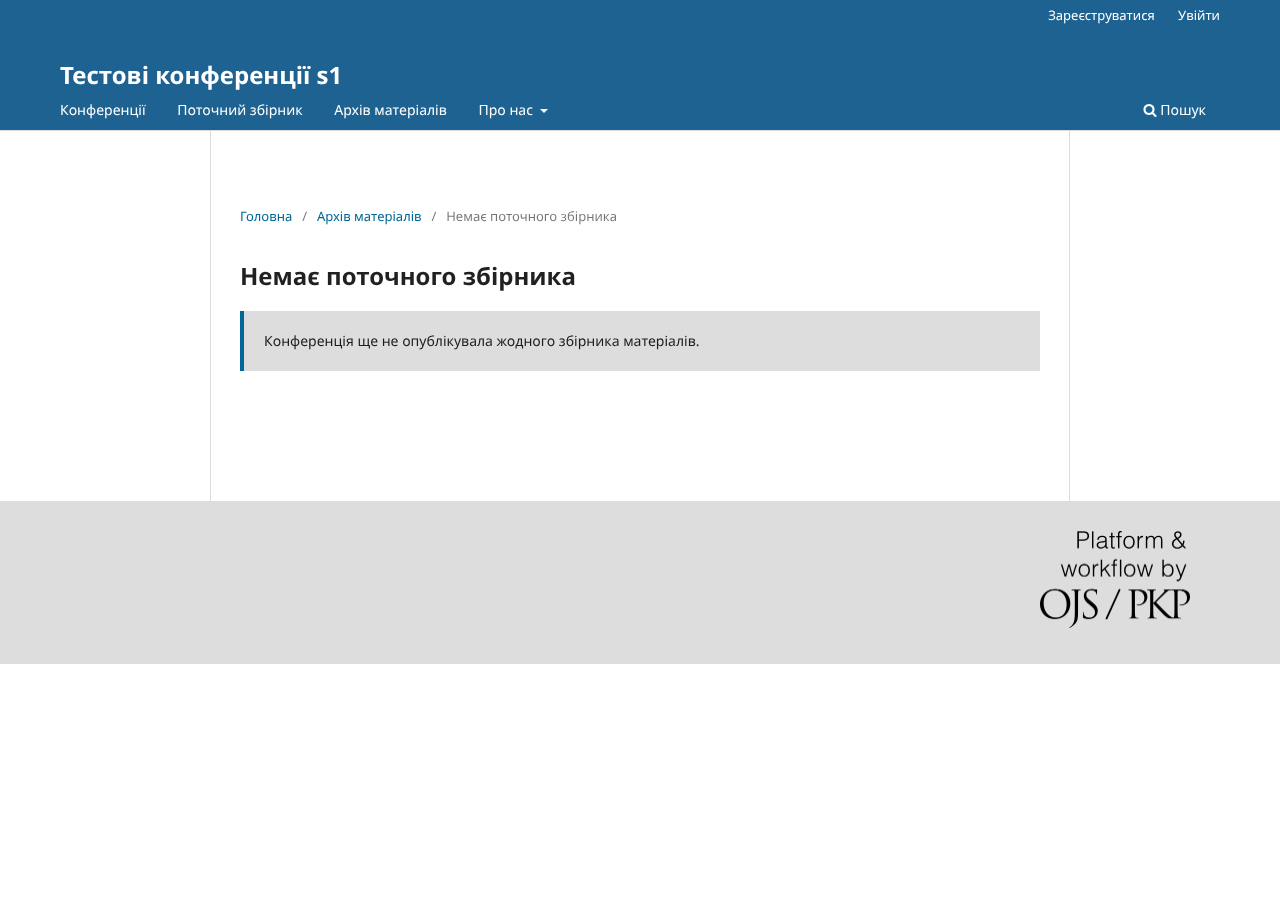 Зареєструватися Увійти
Тестові конференції s1
Конференції Поточний збірник Архів матеріалів Про нас Пошук
Головна / Архів матеріалів / Немає поточного збірника
Немає поточного збірника
Конференція ще не опублікувала жодного збірника матеріалів.
Platform &
workflow by
OJS / PKP